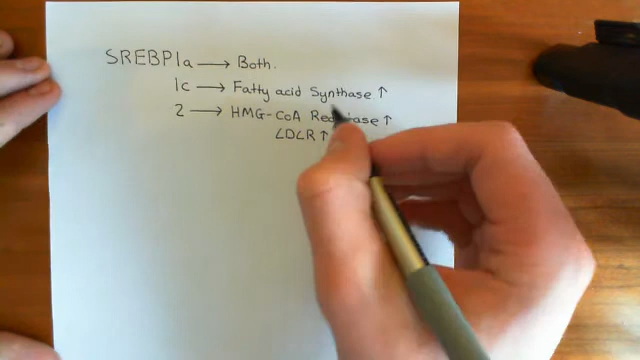 SREBP1a → Both.
1c → Fatty acid Synthase ↑
2 → HMG-CoA Reductase ↑
LDLR ↑